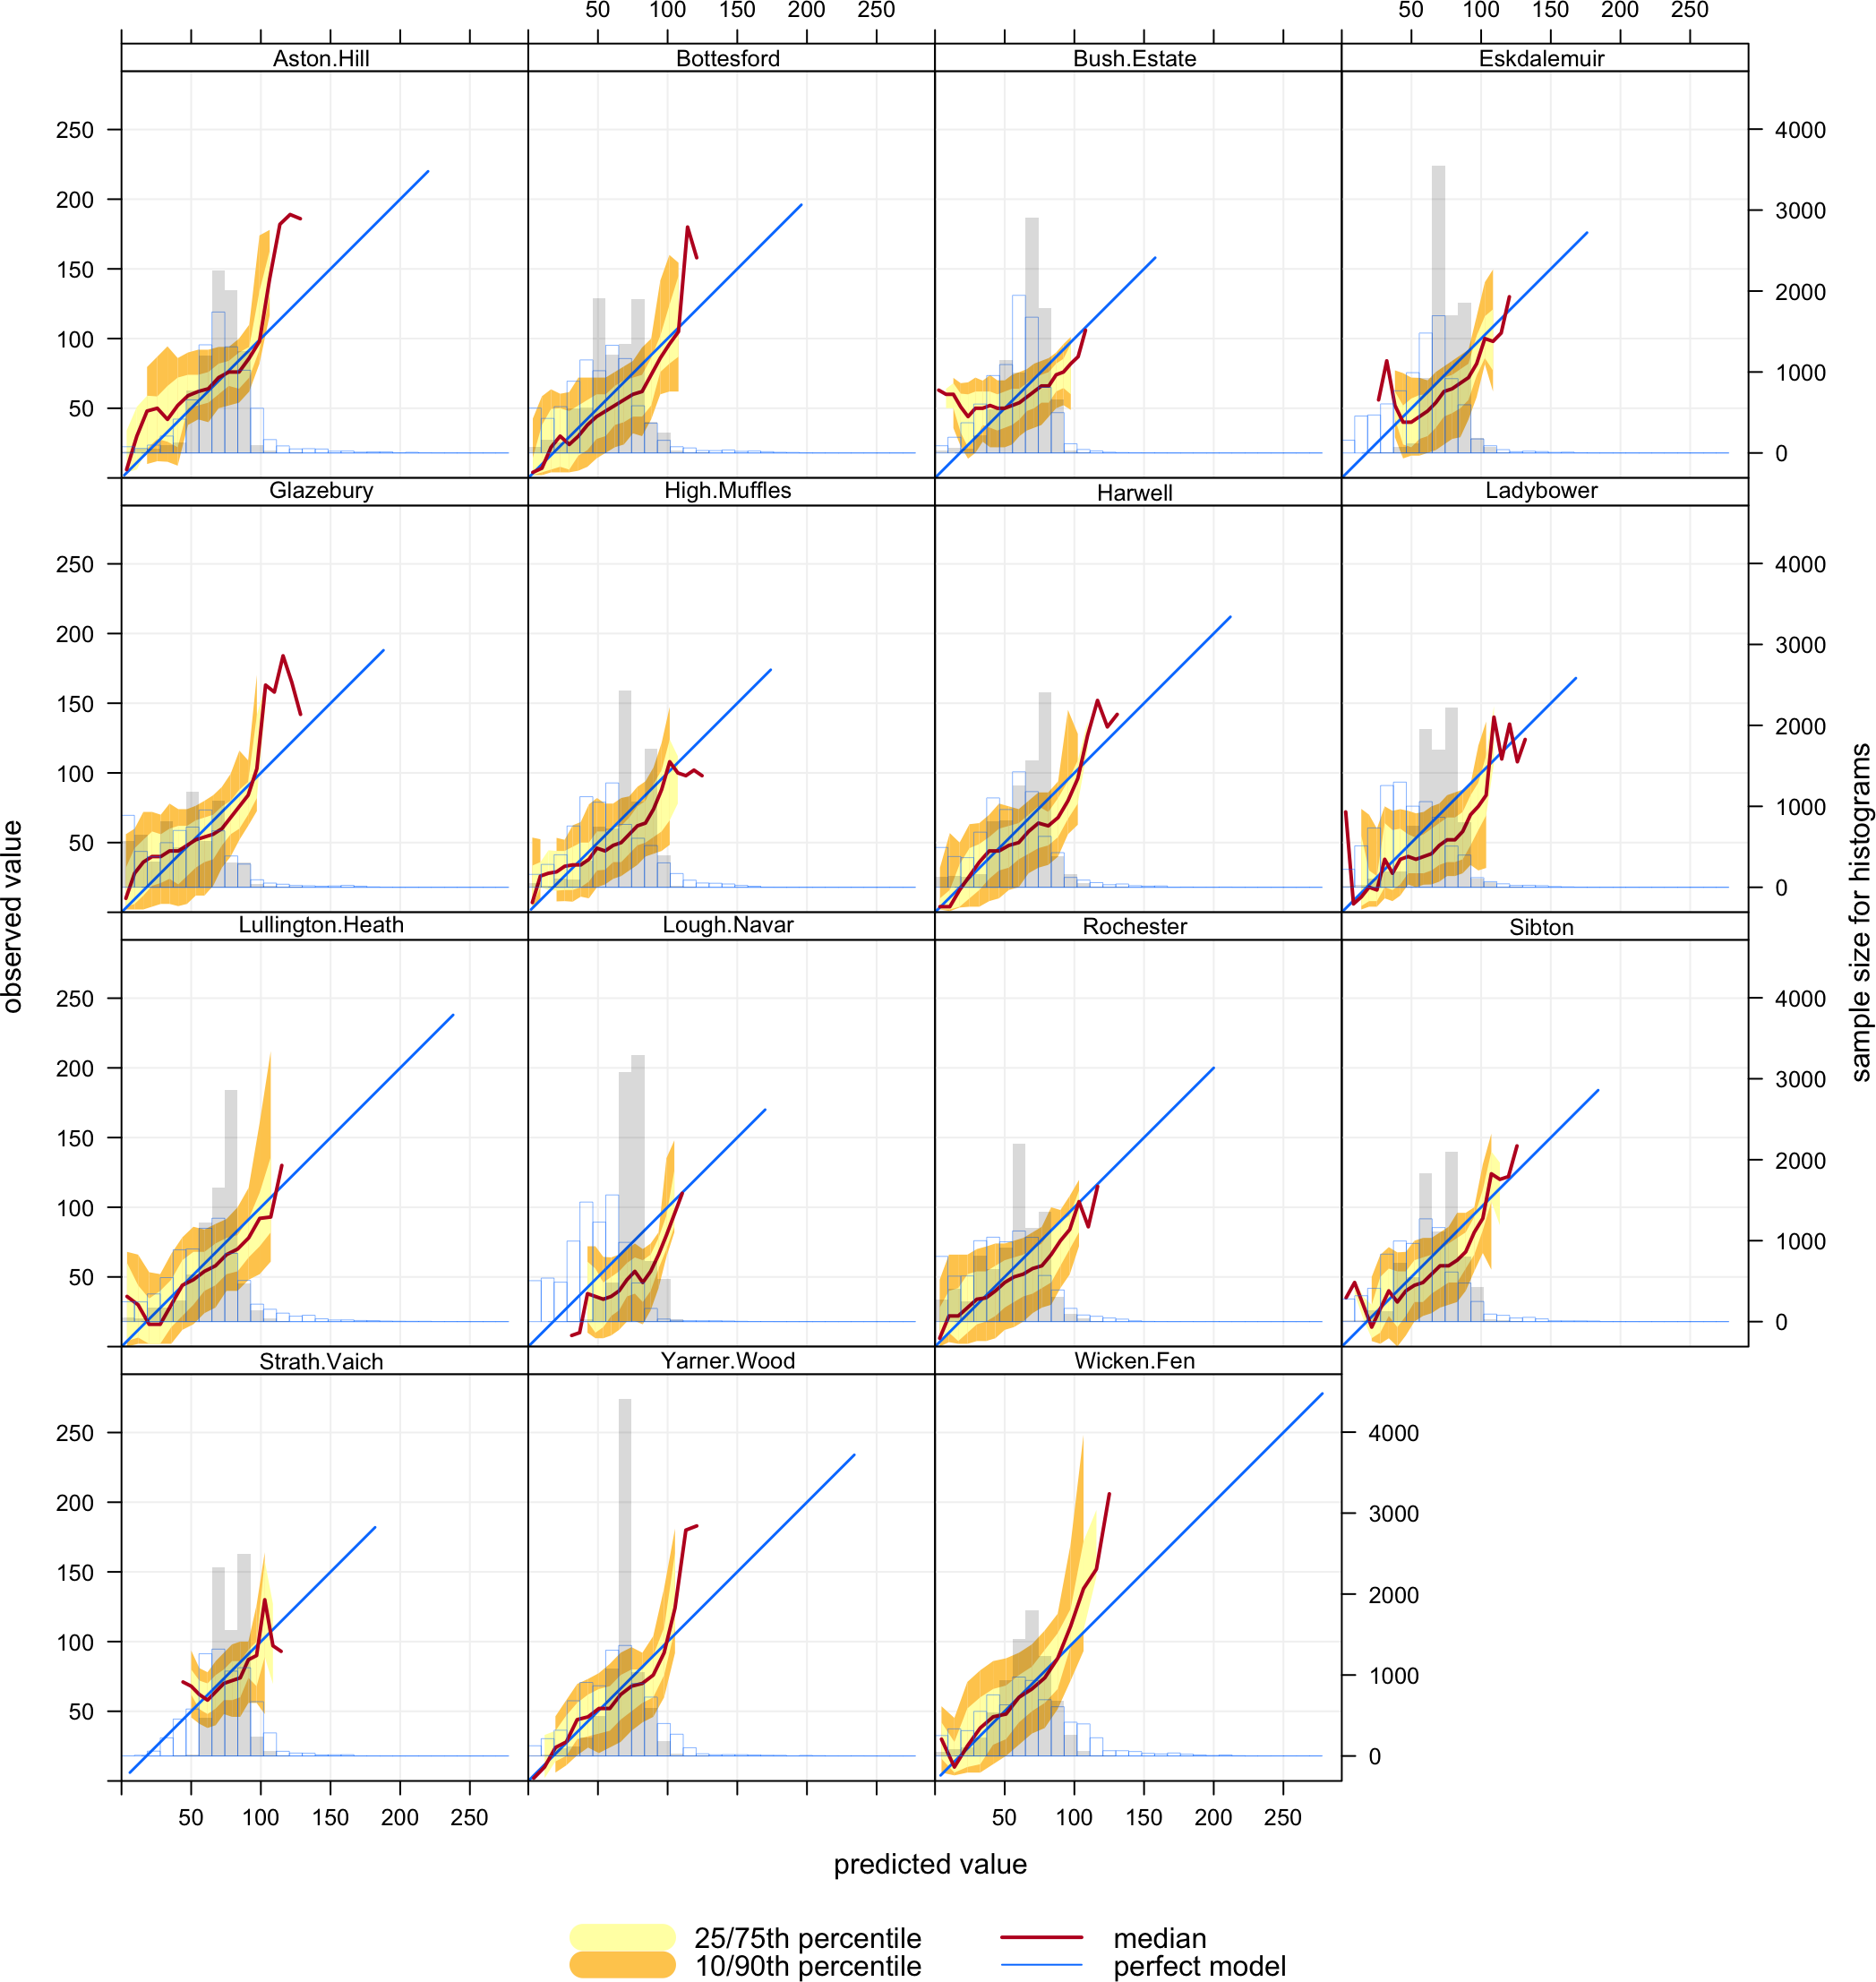 50 100 150 200 250 50 100 150 200 250
Aston.Hill Bottesford Bush.Estate Eskdalemuir
250 4000
200 3000
150 2000
100 1000
50 0
Glazebury High.Muffles Harwell Ladybower
250 4000
200 3000
150 2000
100 1000
50 0
observed value
sample size for histograms
Lullington.Heath Lough.Navar Rochester Sibton
250 4000
200 3000
150 2000
100 1000
50 0
Strath.Vaich Yarner.Wood Wicken.Fen
250 4000
200 3000
150 2000
100 1000
50 0
50 100 150 200 250 50 100 150 200 250
predicted value
25/75th percentile median
10/90th percentile perfect model